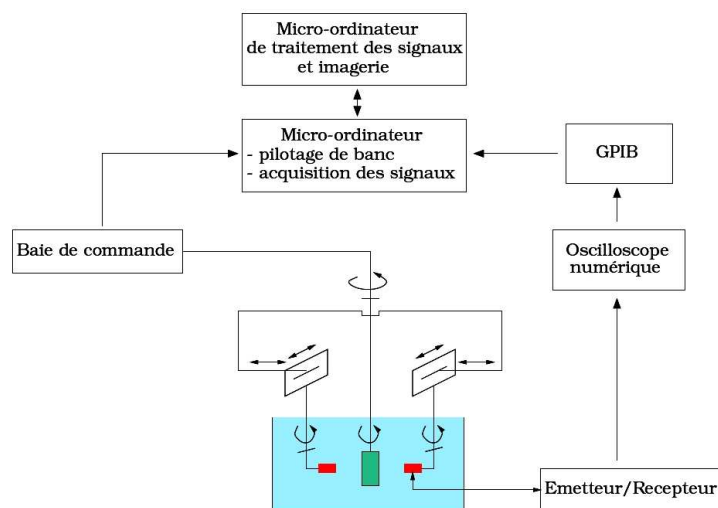 Micro-ordinateur
de traitement des signaux
et imagerie
Micro-ordinateur
- pilotage de banc
- acquisition des signaux
GPIB
Baie de commande
Oscilloscope
numérique
Emetteur/Recepteur